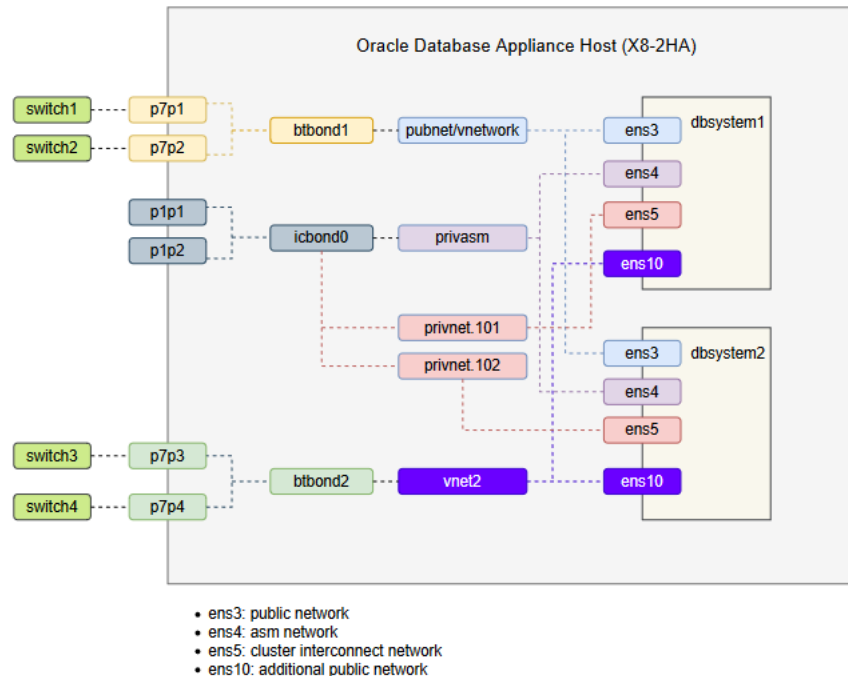 Oracle Database Appliance Host (X8-2HA)
switch1
p7p1
btbond1
pubnet/vnetwork
ens3
dbsystem1
switch2
p7p2
ens4
p1p1
ens5
icbond0
privasm
p1p2
ens10
privnet.101
privnet.102
ens3
dbsystem2
ens4
ens5
switch3
p7p3
btbond2
vnet2
ens10
switch4
p7p4
• ens3: public network
• ens4: asm network
• ens5: cluster interconnect network
• ens10: additional public network